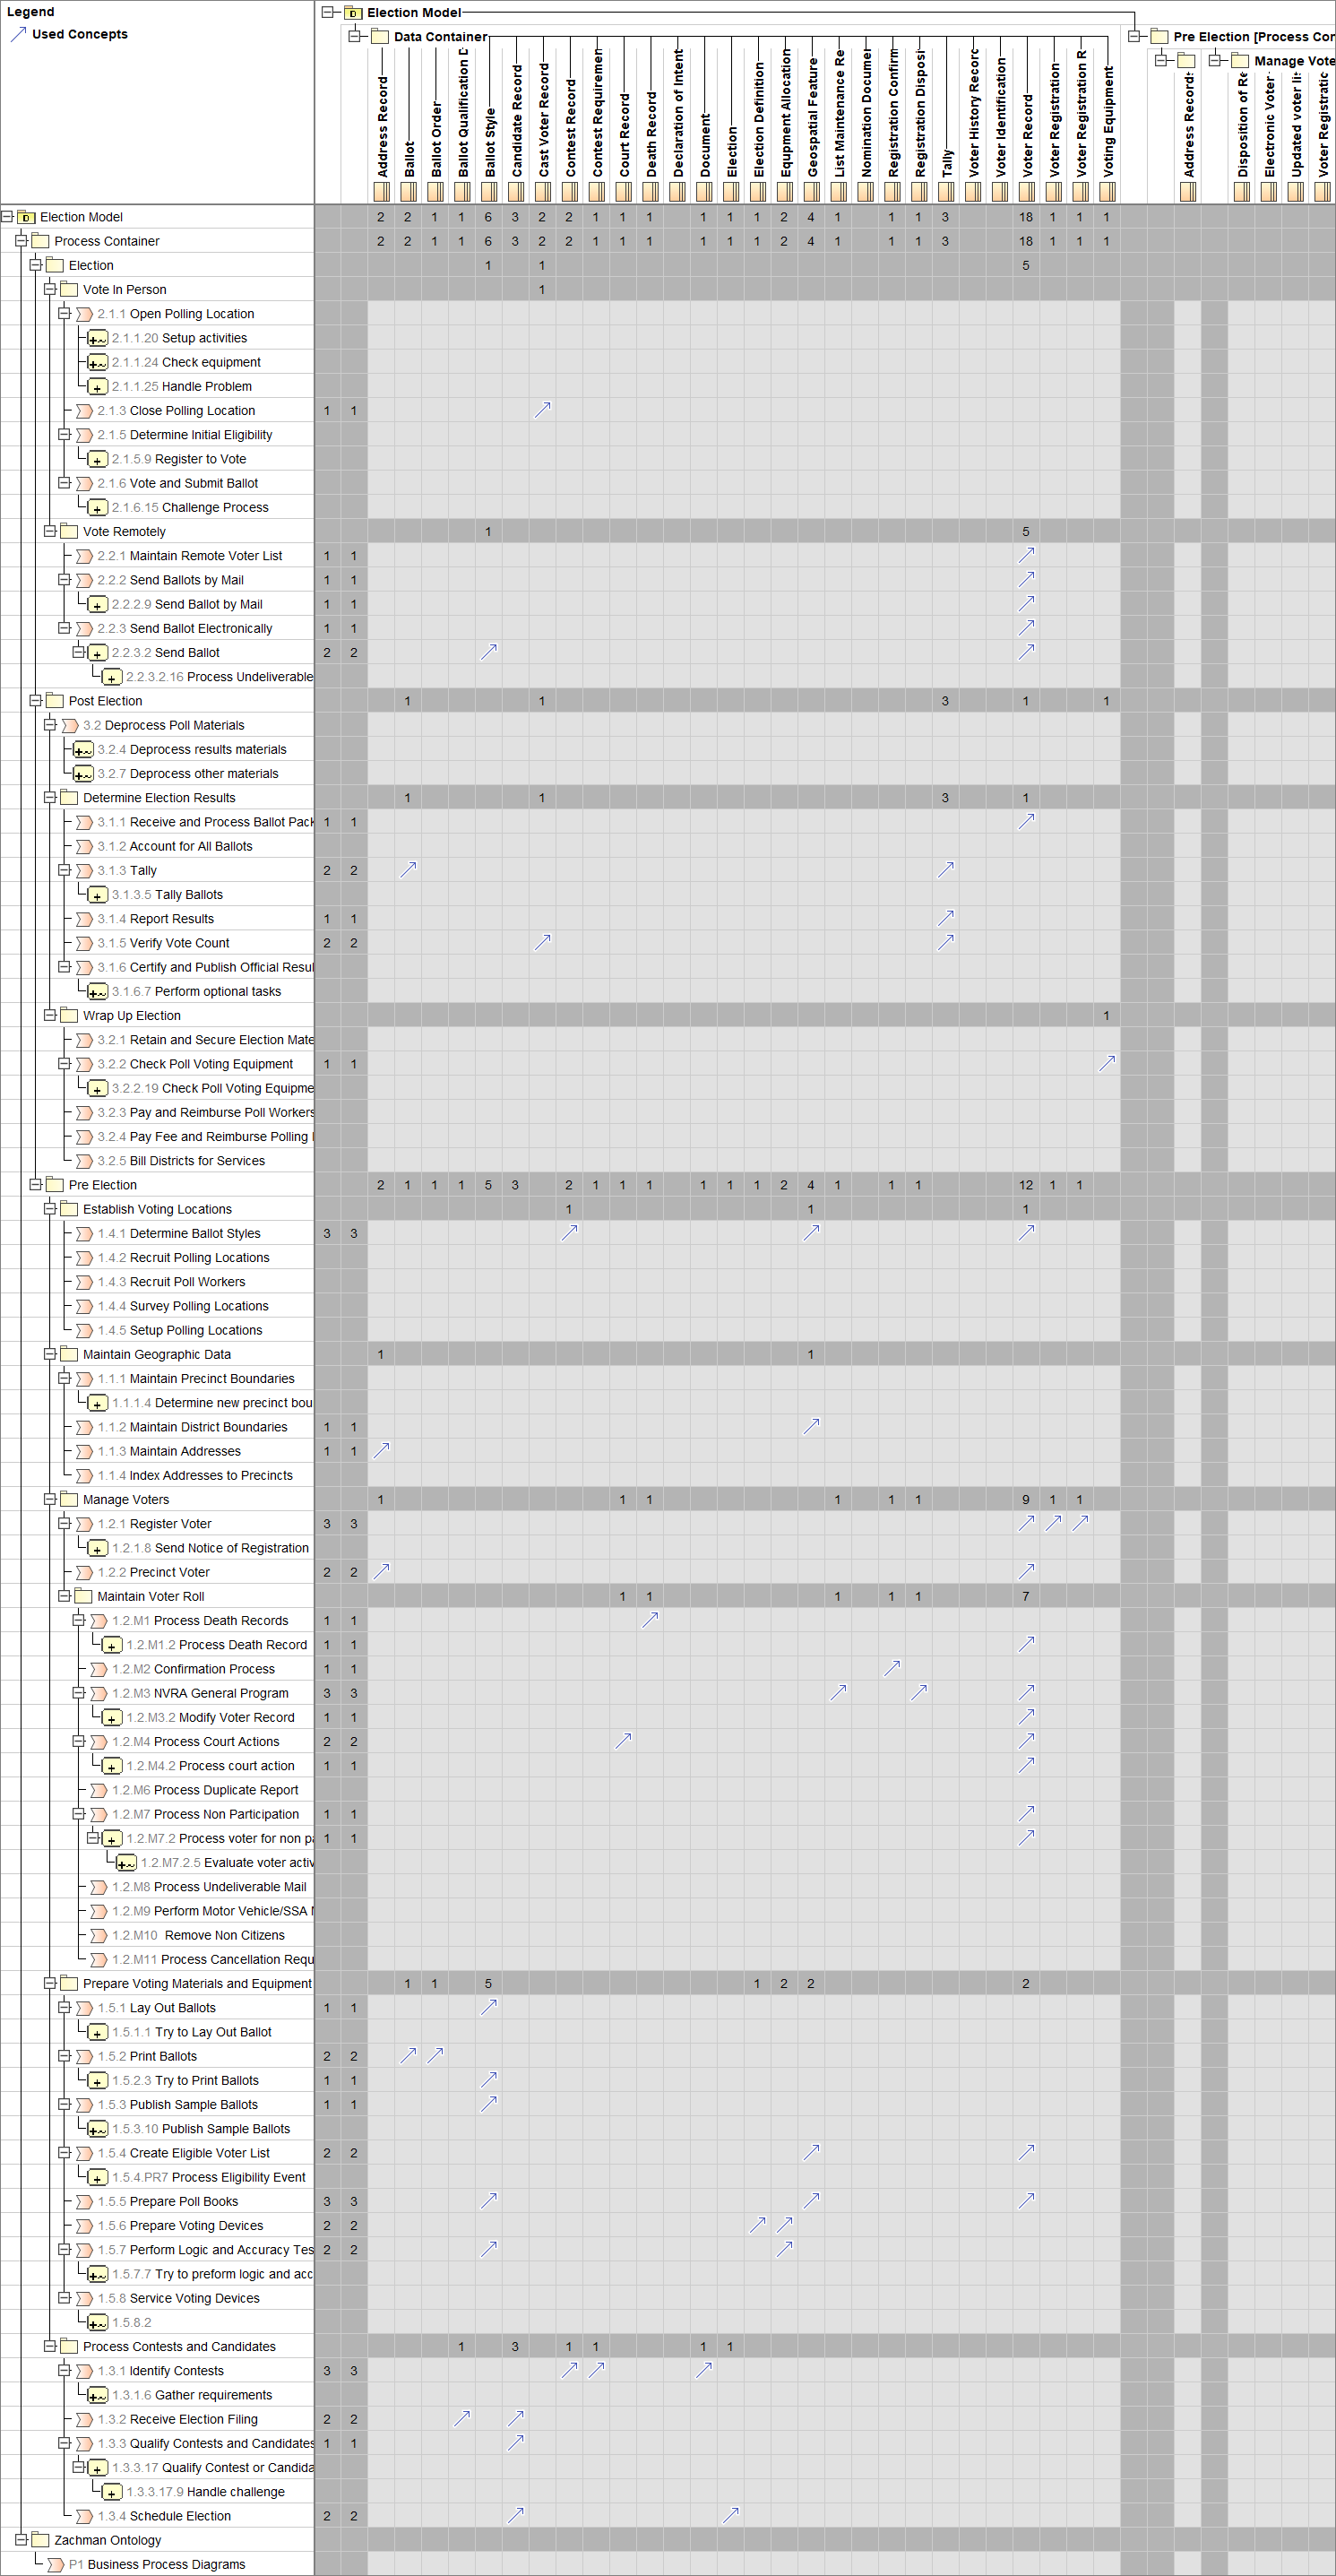 Legend
Used Concepts
Election Model
Data Container
Pre Election [Process Con
Manage Vote
Address Record
Ballot
Ballot Order
Ballot Qualification D
Ballot Style
Candidate Record
Cast Voter Record
Contest Record
Contest Requiremen
Court Record
Death Record
Declaration of Intent
Document
Election
Election Definition
Equpment Allocation
Geospatial Feature
List Maintenance Re
Nomination Documen
Registration Confirm
Registration Disposi
Tally
Voter History Record
Voter Identification
Voter Record
Voter Registration
Voter Registration R
Voting Equipment
Address Record
Disposition of Re
Electronic Voter
Updated voter lis
Voter Registratic
Election Model 2 2 1 1 6 3 2 2 1 1 1 1 1 1 2 4 1 1 1 3 18 1 1 1
Process Container 2 2 1 1 6 3 2 2 1 1 1 1 1 1 2 4 1 1 1 3 18 1 1 1
Election 1 1 5
Vote In Person 1
2.1.1 Open Polling Location
2.1.1.20 Setup activities
2.1.1.24 Check equipment
2.1.1.25 Handle Problem
2.1.3 Close Polling Location 1 1
2.1.5 Determine Initial Eligibility
2.1.5.9 Register to Vote
2.1.6 Vote and Submit Ballot
2.1.6.15 Challenge Process
Vote Remotely 1 5
2.2.1 Maintain Remote Voter List 1 1
2.2.2 Send Ballots by Mail 1 1
2.2.2.9 Send Ballot by Mail 1 1
2.2.3 Send Ballot Electronically 1 1
2.2.3.2 Send Ballot 2 2
2.2.3.2.16 Process Undeliverable
Post Election 1 1 3 1 1
3.2 Deprocess Poll Materials
3.2.4 Deprocess results materials
3.2.7 Deprocess other materials
Determine Election Results 1 1 3 1
3.1.1 Receive and Process Ballot Pack 1 1
3.1.2 Account for All Ballots
3.1.3 Tally 2 2
3.1.3.5 Tally Ballots
3.1.4 Report Results 1 1
3.1.5 Verify Vote Count 2 2
3.1.6 Certify and Publish Official Resul
3.1.6.7 Perform optional tasks
Wrap Up Election 1
3.2.1 Retain and Secure Election Mate
3.2.2 Check Poll Voting Equipment 1 1
3.2.2.19 Check Poll Voting Equipme
3.2.3 Pay and Reimburse Poll Workers
3.2.4 Pay Fee and Reimburse Polling
3.2.5 Bill Districts for Services
Pre Election 2 1 1 1 5 3 2 1 1 1 1 1 1 2 4 1 1 1 12 1 1
Establish Voting Locations 1 1 1
1.4.1 Determine Ballot Styles 3 3
1.4.2 Recruit Polling Locations
1.4.3 Recruit Poll Workers
1.4.4 Survey Polling Locations
1.4.5 Setup Polling Locations
Maintain Geographic Data 1 1
1.1.1 Maintain Precinct Boundaries
1.1.1.4 Determine new precinct bou
1.1.2 Maintain District Boundaries 1 1
1.1.3 Maintain Addresses 1 1
1.1.4 Index Addresses to Precincts
Manage Voters 1 1 1 1 1 1 9 1 1
1.2.1 Register Voter 3 3
1.2.1.8 Send Notice of Registration
1.2.2 Precinct Voter 2 2
Maintain Voter Roll 1 1 1 1 1 7
1.2.M1 Process Death Records 1 1
1.2.M1.2 Process Death Record 1 1
1.2.M2 Confirmation Process 1 1
1.2.M3 NVRA General Program 3 3
1.2.M3.2 Modify Voter Record 1 1
1.2.M4 Process Court Actions 2 2
1.2.M4.2 Process court action 1 1
1.2.M6 Process Duplicate Report
1.2.M7 Process Non Participation 1 1
1.2.M7.2 Process voter for non pa 1 1
1.2.M7.2.5 Evaluate voter activ
1.2.M8 Process Undeliverable Mail
1.2.M9 Perform Motor Vehicle/SSA
1.2.M10 Remove Non Citizens
1.2.M11 Process Cancellation Requ
Prepare Voting Materials and Equipment 1 1 5 1 2 2 2
1.5.1 Lay Out Ballots 1 1
1.5.1.1 Try to Lay Out Ballot
1.5.2 Print Ballots 2 2
1.5.2.3 Try to Print Ballots 1 1
1.5.3 Publish Sample Ballots 1 1
1.5.3.10 Publish Sample Ballots
1.5.4 Create Eligible Voter List 2 2
1.5.4.PR7 Process Eligibility Event
1.5.5 Prepare Poll Books 3 3
1.5.6 Prepare Voting Devices 2 2
1.5.7 Perform Logic and Accuracy Tes 2 2
1.5.7.7 Try to preform logic and acc
1.5.8 Service Voting Devices
1.5.8.2
Process Contests and Candidates 1 3 1 1 1 1
1.3.1 Identify Contests 3 3
1.3.1.6 Gather requirements
1.3.2 Receive Election Filing 2 2
1.3.3 Qualify Contests and Candidates 1 1
1.3.3.17 Qualify Contest or Candida
1.3.3.17.9 Handle challenge
1.3.4 Schedule Election 2 2
Zachman Ontology
P1 Business Process Diagrams